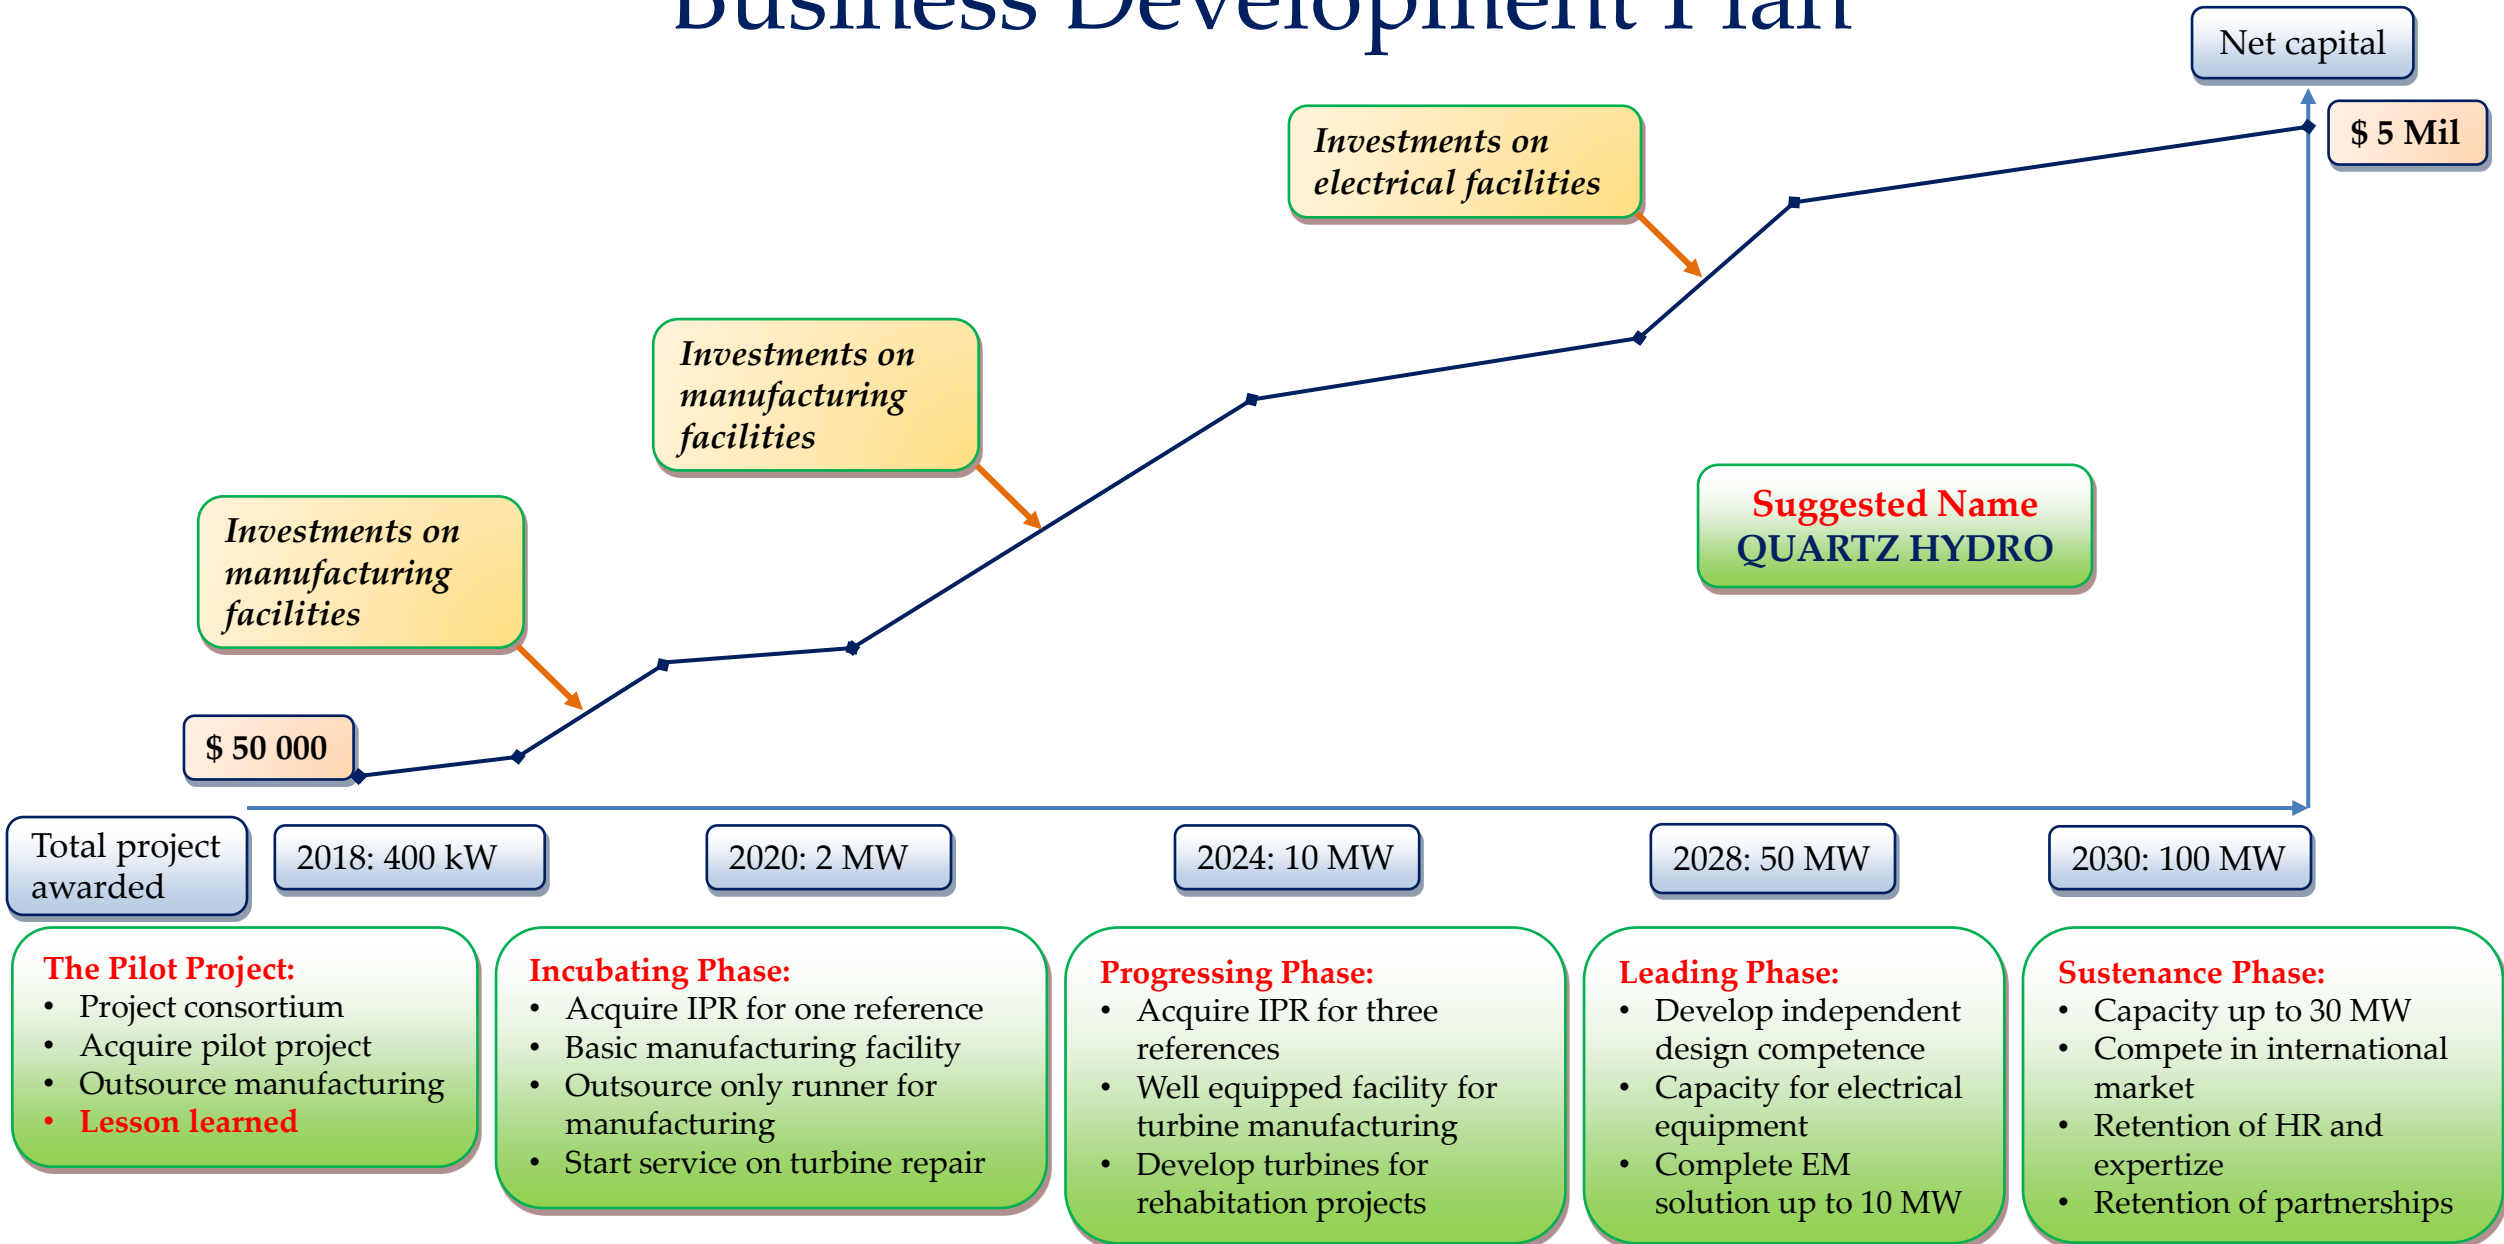 Business Development Plan
Net capital
$ 5 Mil
Investments on
electrical facilities
Investments on
manufacturing
facilities
Investments on
manufacturing
facilities
Suggested Name
QUARTZ HYDRO
$ 50 000
Total project
awarded
2018: 400 kW
2020: 2 MW
2024: 10 MW
2028: 50 MW
2030: 100 MW
The Pilot Project:
• Project consortium
• Acquire pilot project
• Outsource manufacturing
• Lesson learned
Incubating Phase:
• Acquire IPR for one reference
• Basic manufacturing facility
• Outsource only runner for
manufacturing
• Start service on turbine repair
Progressing Phase:
• Acquire IPR for three
references
• Well equipped facility for
turbine manufacturing
• Develop turbines for
rehabitation projects
Leading Phase:
• Develop independent
design competence
• Capacity for electrical
equipment
• Complete EM
solution up to 10 MW
Sustenance Phase:
• Capacity up to 30 MW
• Compete in international
market
• Retention of HR and
expertize
• Retention of partnerships